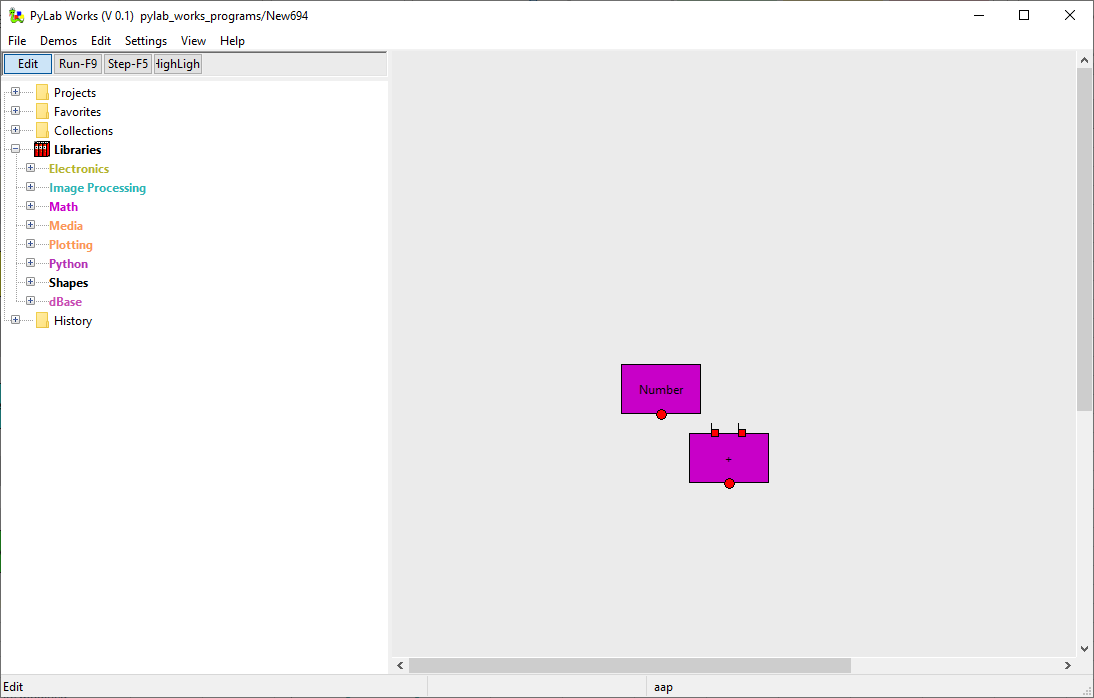 PyLab Works (V 0.1)  pylab_works_programs/New694
File Demos Edit Settings View Help
Edit Run-F9 Step-F5 HighLigh
Projects
Favorites
Collections
Libraries
Electronics
Image Processing
Math
Media
Plotting
Python
Shapes
dBase
History
Number
+
Edit aap